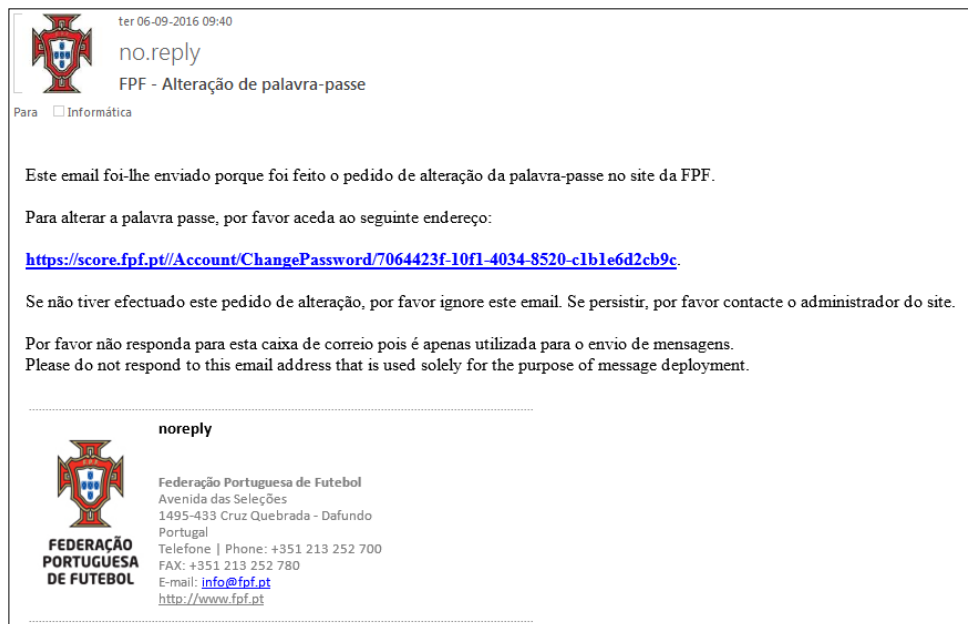 ter 06-09-2016 09:40
no.reply
FPF - Alteração de palavra-passe
Para Informática
Este email foi-lhe enviado porque foi feito o pedido de alteração da palavra-passe no site da FPF.
Para alterar a palavra passe, por favor aceda ao seguinte endereço:
https://score.fpf.pt//Account/ChangePassword/7064423f-10f1-4034-8520-c1b1e6d2cb9c.
Se não tiver efectuado este pedido de alteração, por favor ignore este email. Se persistir, por favor contacte o administrador do site.
Por favor não responda para esta caixa de correio pois é apenas utilizada para o envio de mensagens.
Please do not respond to this email address that is used solely for the purpose of message deployment.
noreply
FPF
FEDERAÇÃO
PORTUGUESA
DE FUTEBOL
Federação Portuguesa de Futebol
Avenida das Seleções
1495-433 Cruz Quebrada - Dafundo
Portugal
Telefone | Phone: +351 213 252 700
FAX: +351 213 252 780
E-mail: info@fpf.pt
http://www.fpf.pt